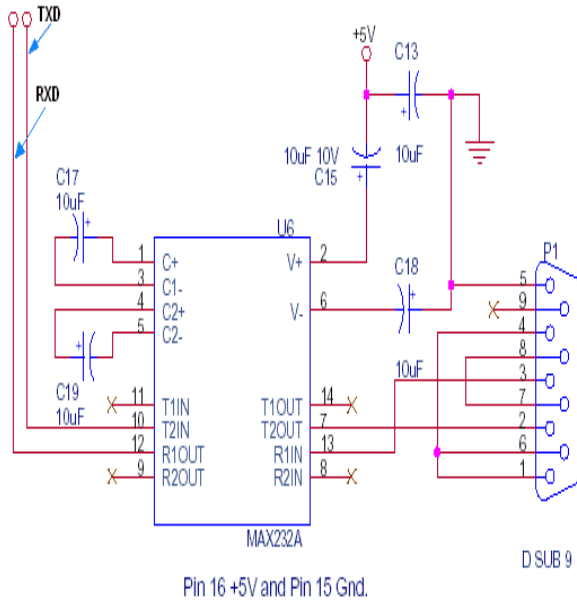 TXD
RXD
+5V
C13
10uF
10uF 10V
C15
C17
10uF
U6
P1
1 C+ V+ 2
3 C1-
4 C2+ V- 6
5 C2-
C18
10uF
C19
10uF
11 T1IN T1OUT 14
10 T2IN T2OUT 7
12 R1OUT R1IN 13
9 R2OUT R2IN 8
5
9
4
8
3
7
2
6
1
MAX232A
D SUB 9
Pin 16 +5V and Pin 15 Gnd.